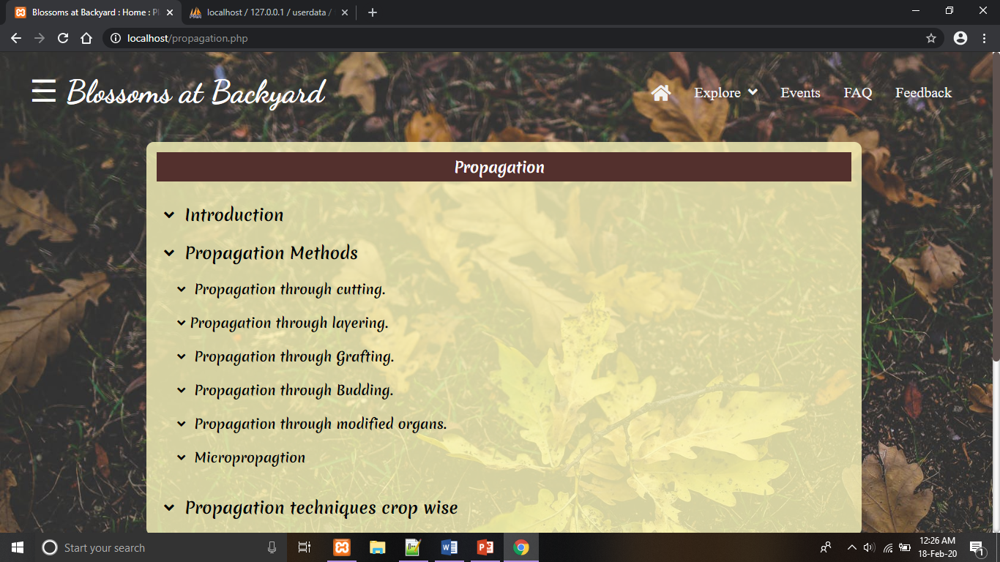 Blossoms at Backyard : Home : Pl
localhost / 127.0.0.1 / userdata /
localhost/propagation.php
Blossoms at Backyard
Explore
Events
FAQ
Feedback
Propagation
Introduction
Propagation Methods
Propagation through cutting.
Propagation through layering.
Propagation through Grafting.
Propagation through Budding.
Propagation through modified organs.
Micropropagtion
Propagation techniques crop wise
Start your search
12:26 AM
18-Feb-20
1